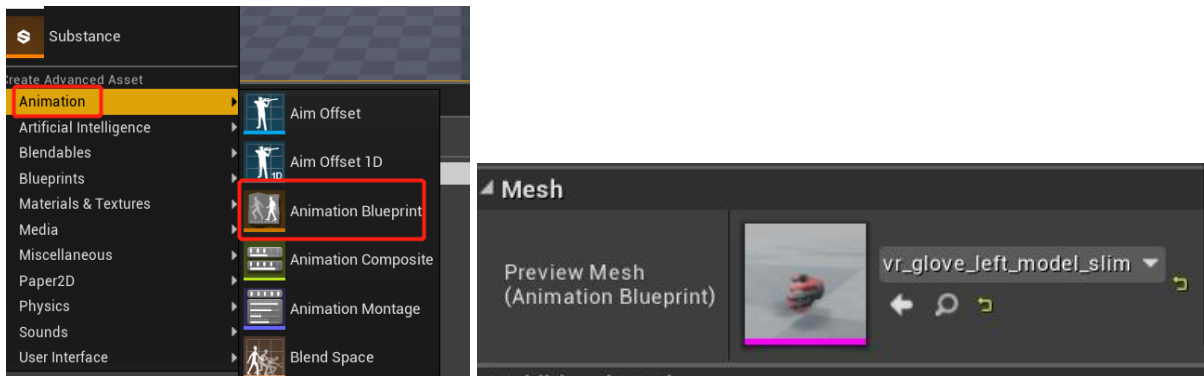 Substance
Create Advanced Asset
Animation
Artificial Intelligence
Blendables
Blueprints
Materials & Textures
Media
Miscellaneous
Paper2D
Physics
Sounds
User Interface
Aim Offset
Aim Offset 1D
Animation Blueprint
Animation Composite
Animation Montage
Blend Space
Mesh
Preview Mesh
(Animation Blueprint)
vr_glove_left_model_slim